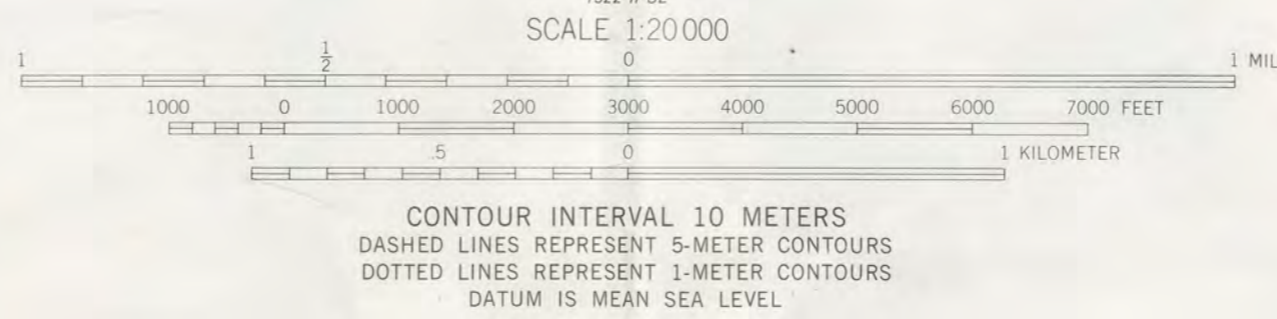 SCALE 1:20 000
1 1/2 0 1 MIL
1000 0 1000 2000 3000 4000 5000 6000 7000 FEET
1 .5 0 1 KILOMETER
CONTOUR INTERVAL 10 METERS
DASHED LINES REPRESENT 5-METER CONTOURS
DOTTED LINES REPRESENT 1-METER CONTOURS
DATUM IS MEAN SEA LEVEL